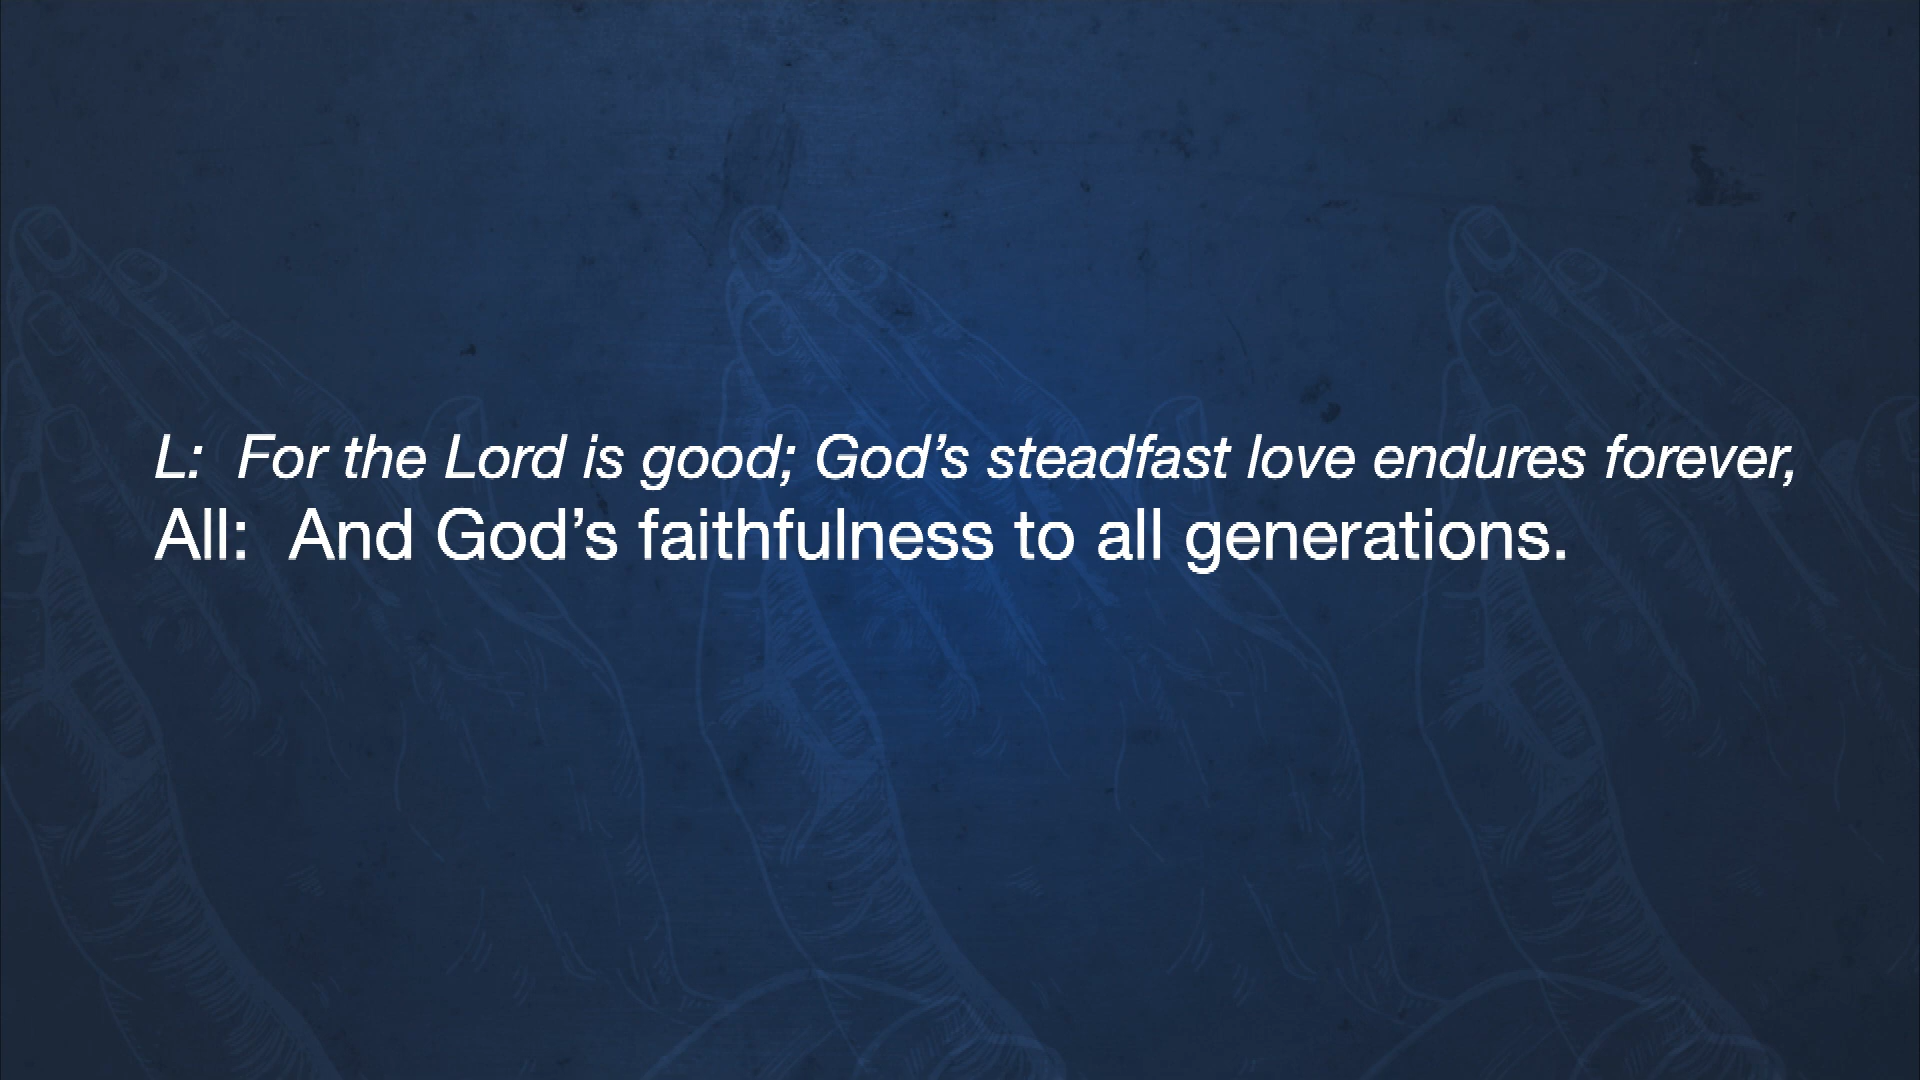 L:  For the Lord is good; God’s steadfast love endures forever,
All:  And God’s faithfulness to all generations.